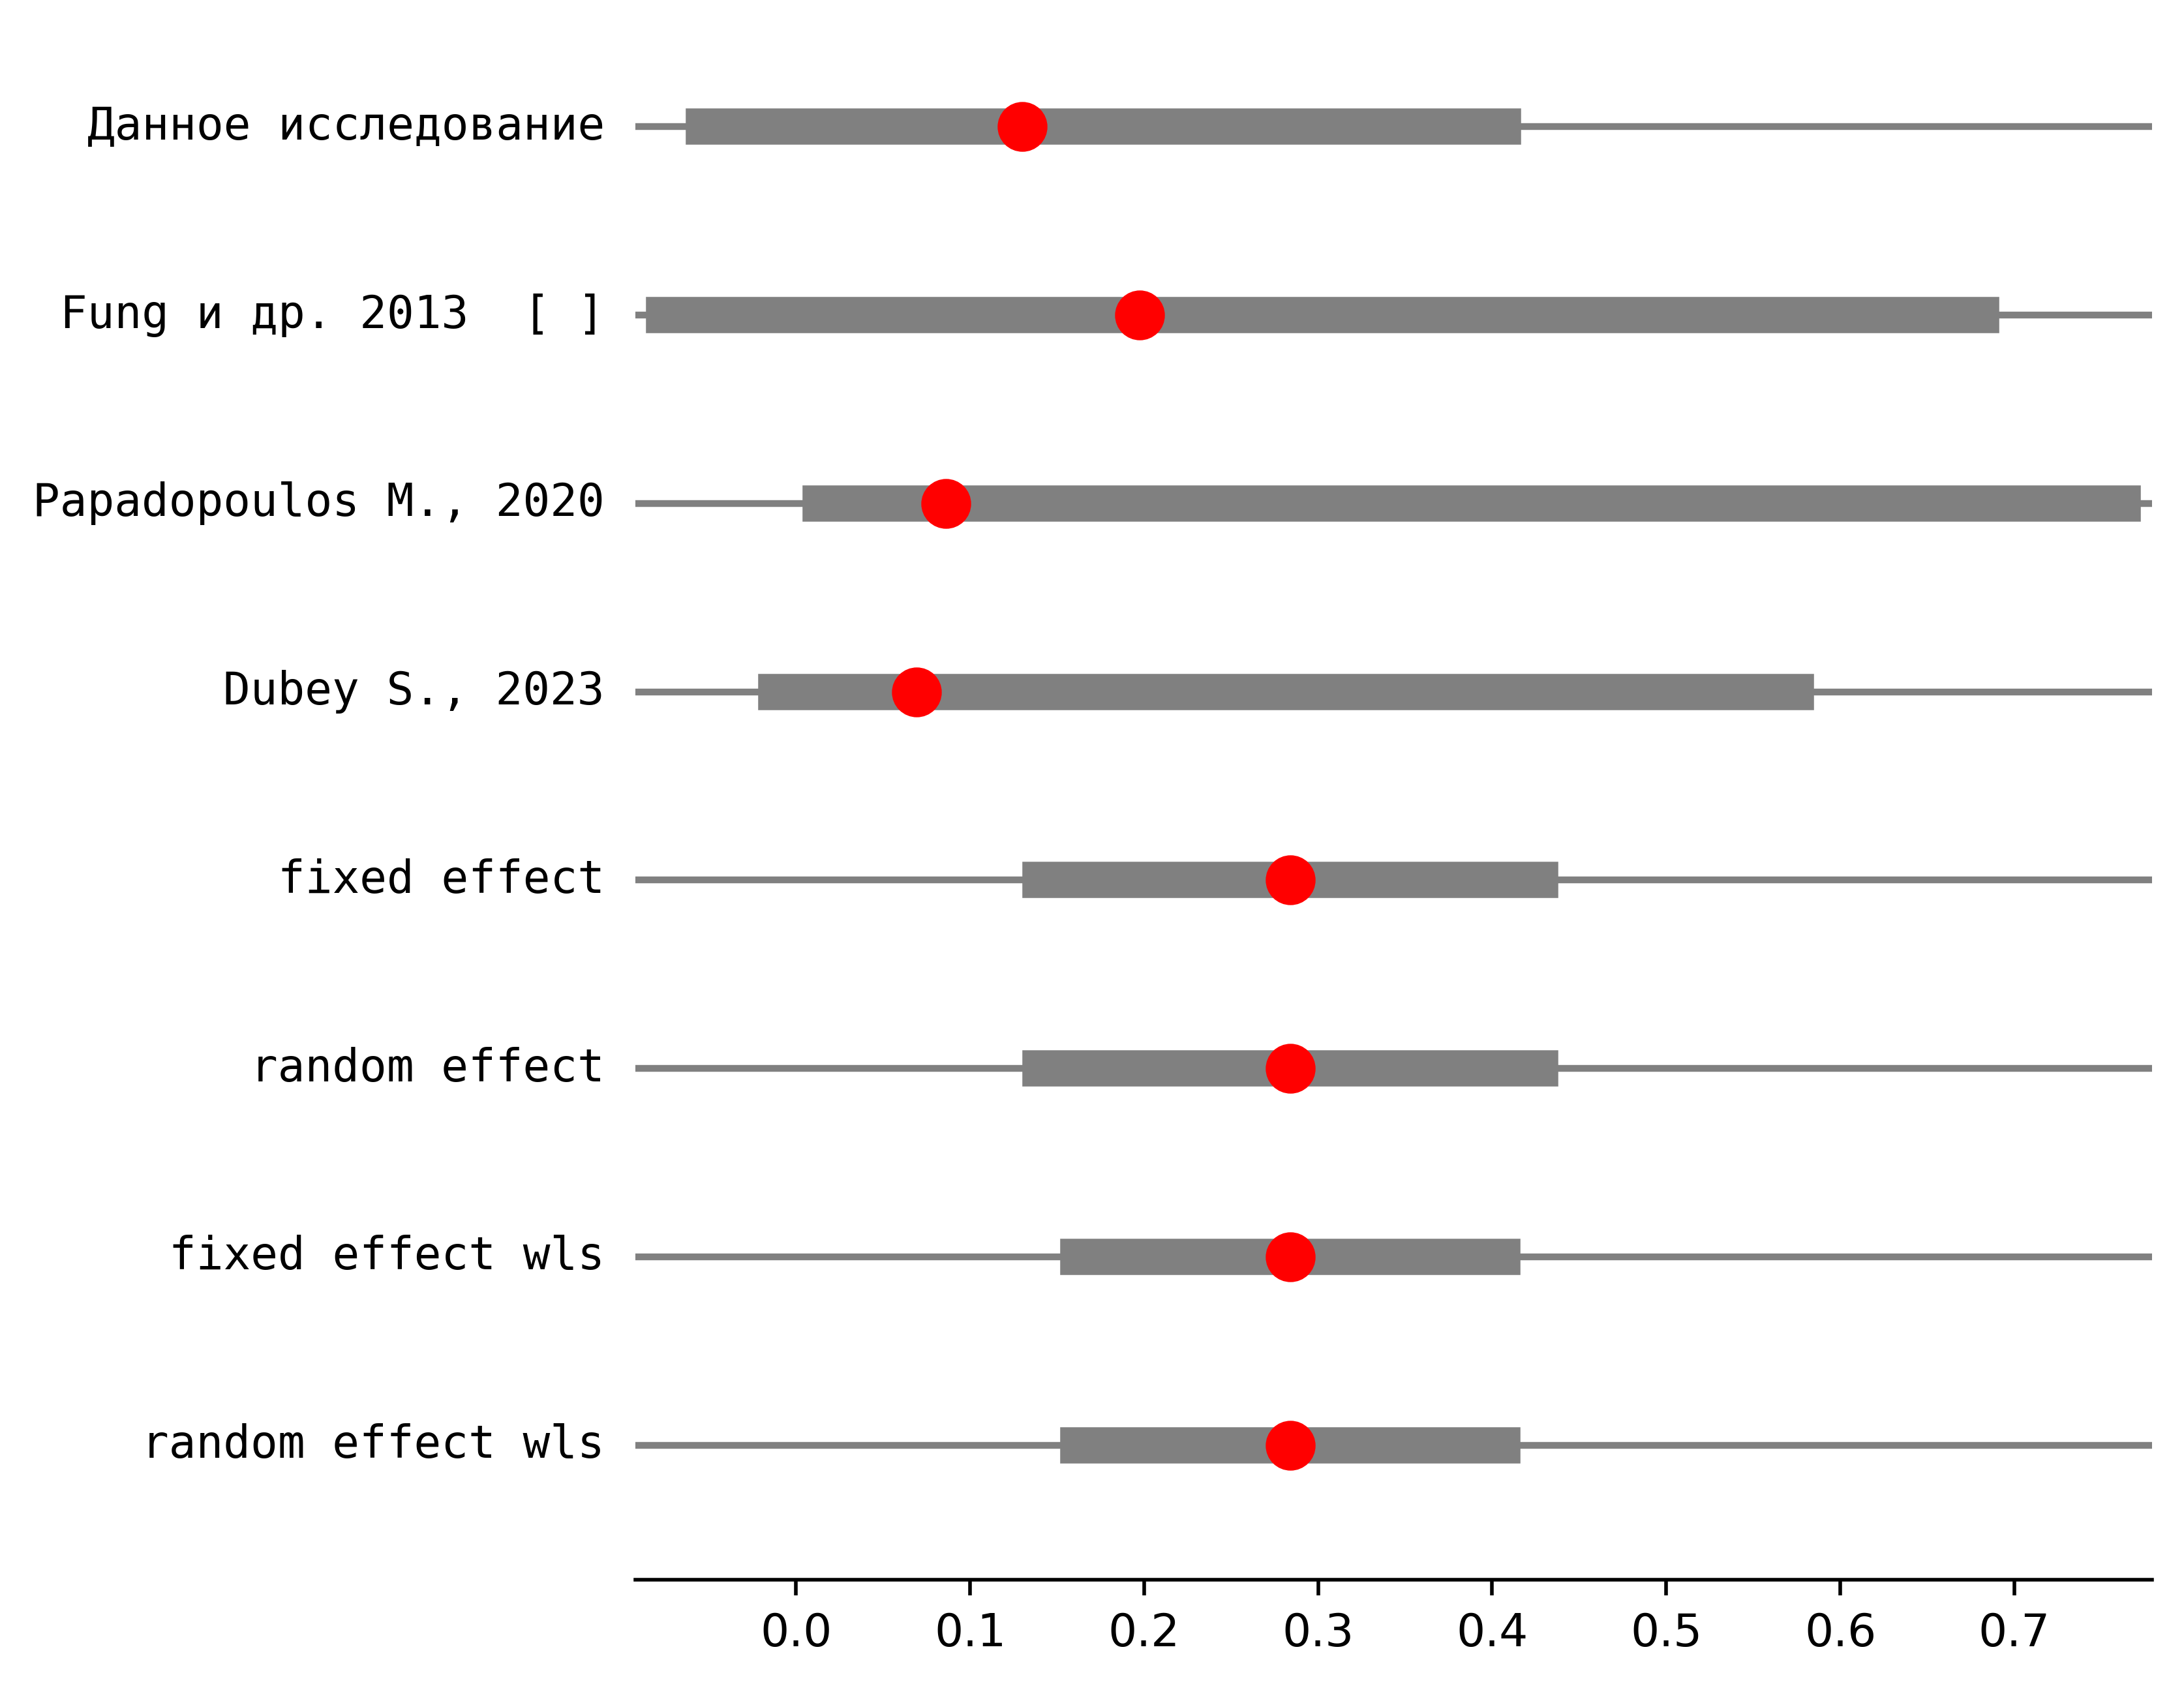 Данное исследование
Fung и др. 2013  [ ]
Papadopoulos M., 2020
Dubey S., 2023
fixed effect
random effect
fixed effect wls
random effect wls
0.0 0.1 0.2 0.3 0.4 0.5 0.6 0.7